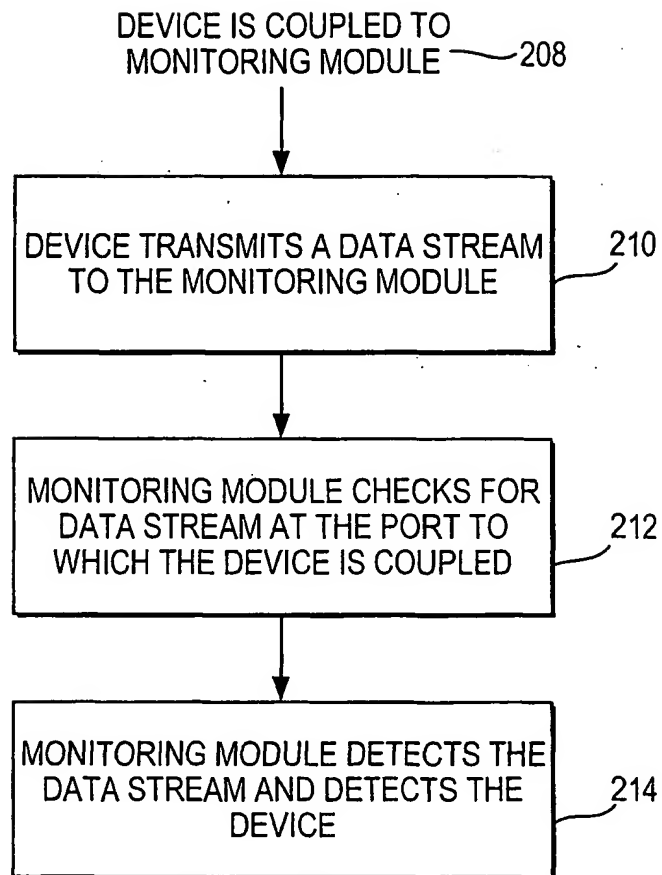 DEVICE IS COUPLED TO
MONITORING MODULE 208
DEVICE TRANSMITS A DATA STREAM
TO THE MONITORING MODULE
210
MONITORING MODULE CHECKS FOR
DATA STREAM AT THE PORT TO
WHICH THE DEVICE IS COUPLED
212
MONITORING MODULE DETECTS THE
DATA STREAM AND DETECTS THE
DEVICE
214